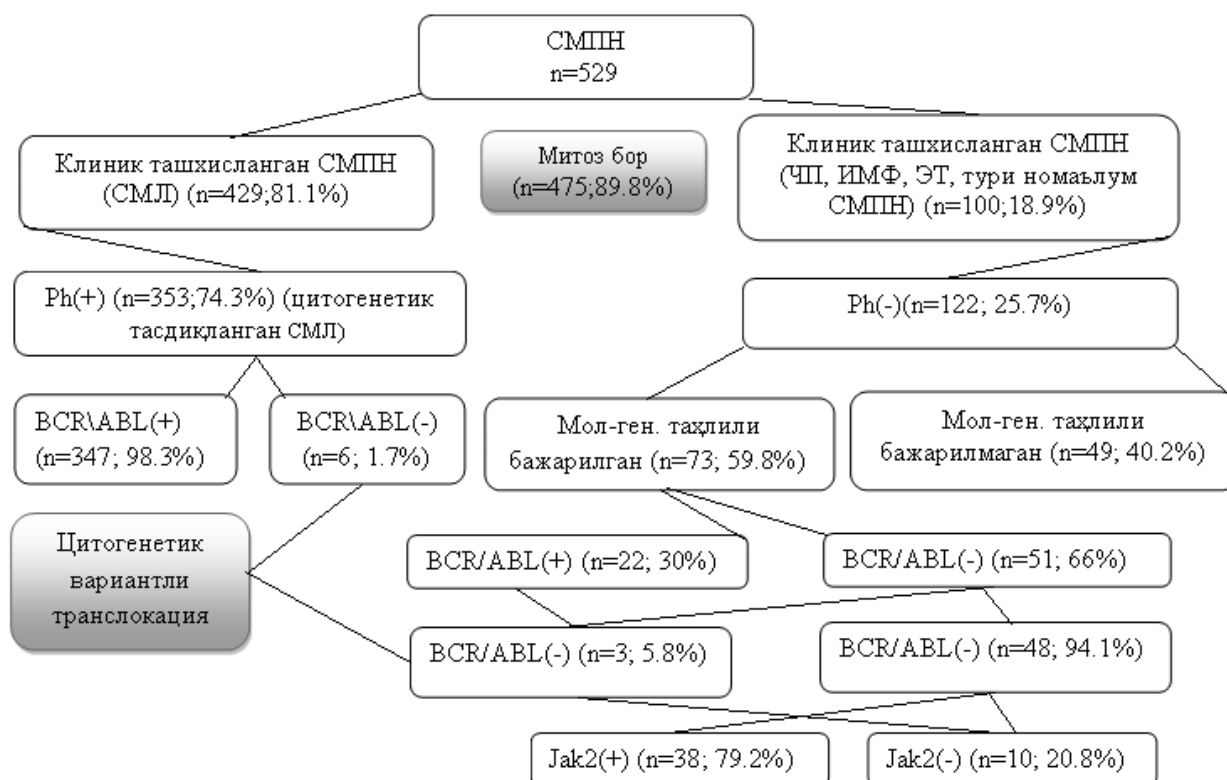 СМПН
n=529
Клиник ташхисланган СМПН
(СМЛ) (n=429;81.1%)
Митоз бор
(n=475;89.8%)
Клиник ташхисланган СМПН
(ЧП, ИМФ, ЭТ, тури номаълум
СМПН) (n=100;18.9%)
Ph(+) (n=353;74.3%) (цитогенетик
тасдиқланган СМЛ)
Ph(-)(n=122; 25.7%)
BCR\ABL(+)
(n=347; 98.3%)
BCR\ABL(-)
(n=6; 1.7%)
Мол-ген. таҳлили
бажарилган (n=73; 59.8%)
Мол-ген. таҳлили
бажарилмаган (n=49; 40.2%)
Цитогенетик
вариантли
транслокация
BCR/ABL(+) (n=22; 30%)
BCR/ABL(-) (n=51; 66%)
BCR/ABL(-) (n=3; 5.8%)
BCR/ABL(-) (n=48; 94.1%)
Jak2(+) (n=38; 79.2%)
Jak2(-) (n=10; 20.8%)